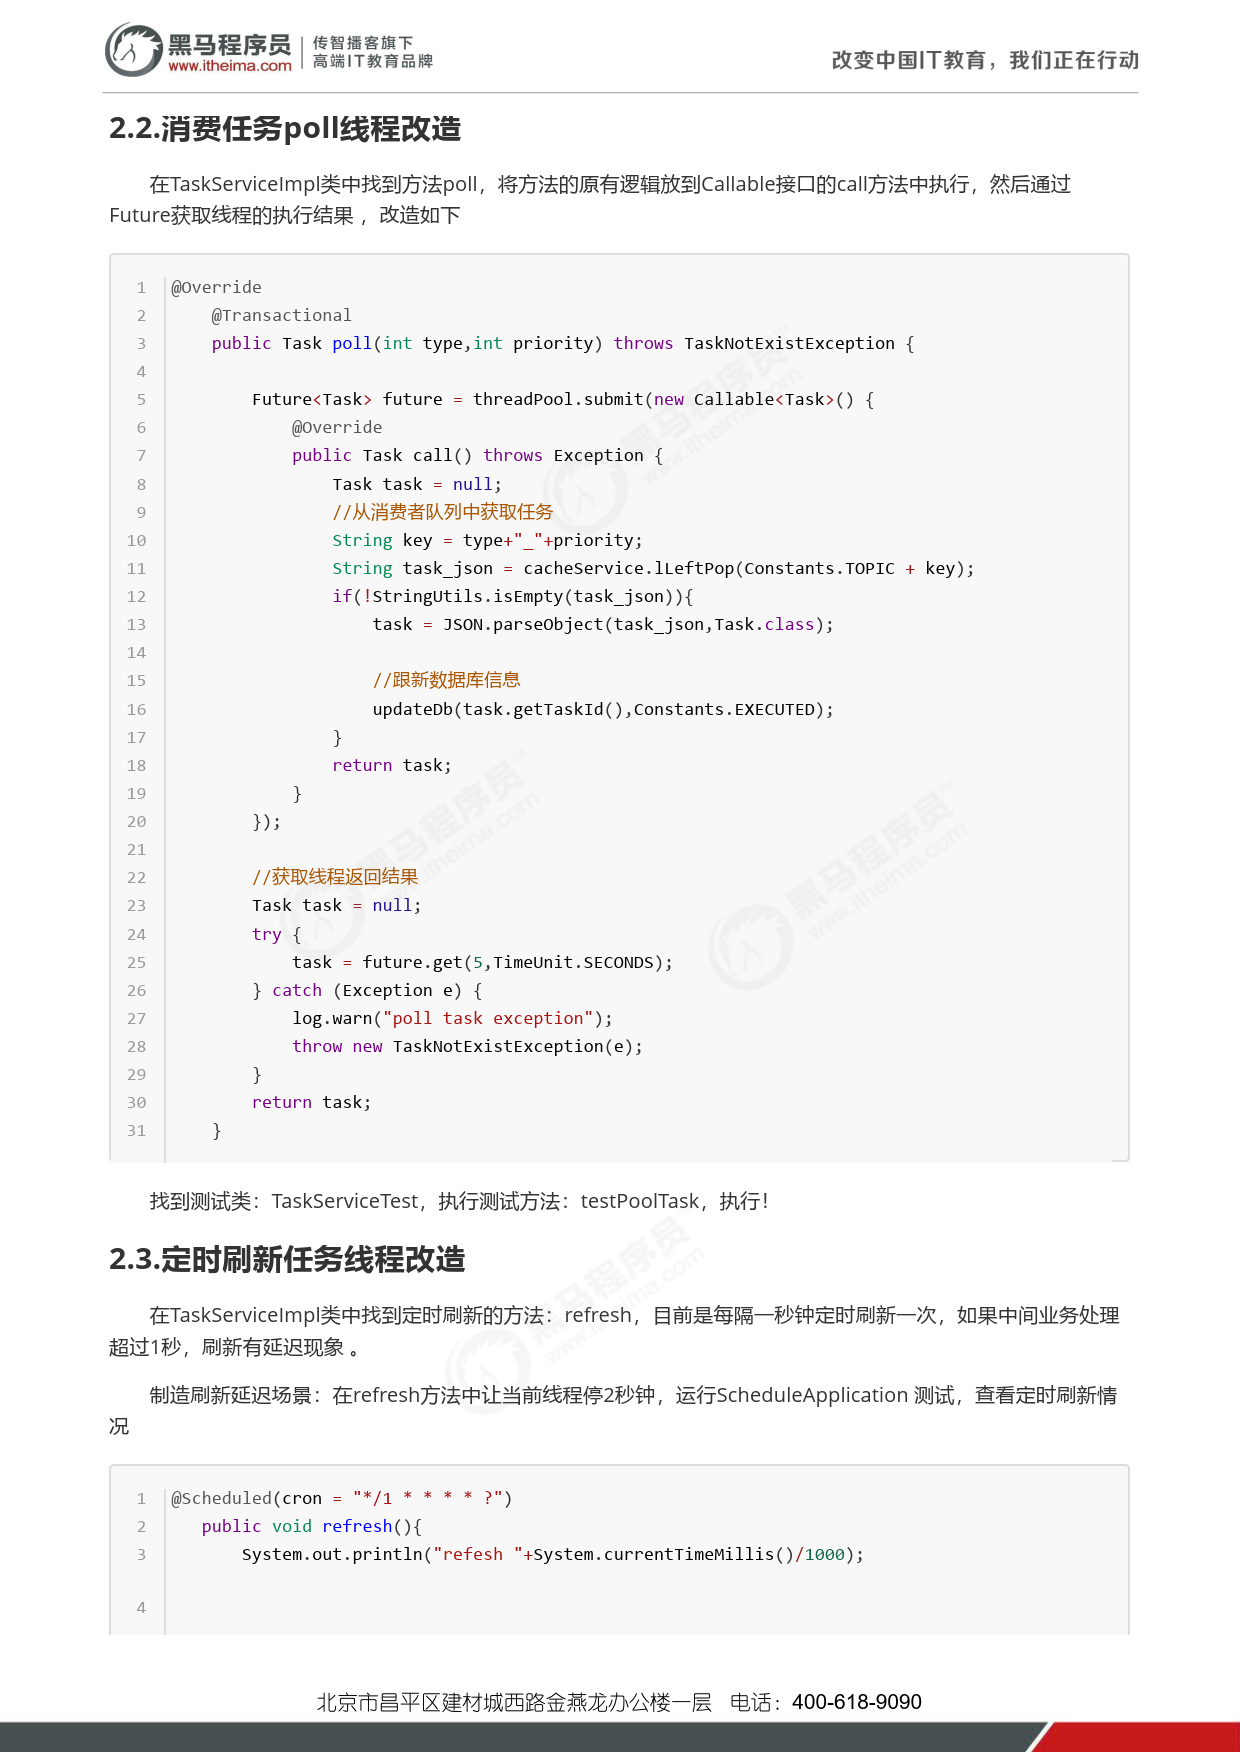 黑马程序员
www.itheima.com
传智播客旗下
高端IT教育品牌
改变中国IT教育，我们正在行动
2.2.消费任务poll线程改造
在TaskServiceImpl类中找到方法poll，将方法的原有逻辑放到Callable接口的call方法中执行，然后通过
Future获取线程的执行结果 ，改造如下
1 @Override
2     @Transactional
3     public Task poll(int type,int priority) throws TaskNotExistException {
4
5         Future<Task> future = threadPool.submit(new Callable<Task>() {
6             @Override
7             public Task call() throws Exception {
8                 Task task = null;
9                 //从消费者队列中获取任务
10                 String key = type+"_"+priority;
11                 String task_json = cacheService.lLeftPop(Constants.TOPIC + key);
12                 if(!StringUtils.isEmpty(task_json)){
13                     task = JSON.parseObject(task_json,Task.class);
14
15                     //跟新数据库信息
16                     updateDb(task.getTaskId(),Constants.EXECUTED);
17                 }
18                 return task;
19             }
20         });
21
22         //获取线程返回结果
23         Task task = null;
24         try {
25             task = future.get(5,TimeUnit.SECONDS);
26         } catch (Exception e) {
27             log.warn("poll task exception");
28             throw new TaskNotExistException(e);
29         }
30         return task;
31     }
找到测试类：TaskServiceTest，执行测试方法：testPoolTask，执行！
2.3.定时刷新任务线程改造
在TaskServiceImpl类中找到定时刷新的方法：refresh，目前是每隔一秒钟定时刷新一次，如果中间业务处理
超过1秒，刷新有延迟现象 。
制造刷新延迟场景：在refresh方法中让当前线程停2秒钟，运行ScheduleApplication 测试，查看定时刷新情
况
1 @Scheduled(cron = "*/1 * * * * ?")
2    public void refresh(){
3        System.out.println("refesh "+System.currentTimeMillis()/1000);
4
北京市昌平区建材城西路金燕龙办公楼一层 电话：400-618-9090